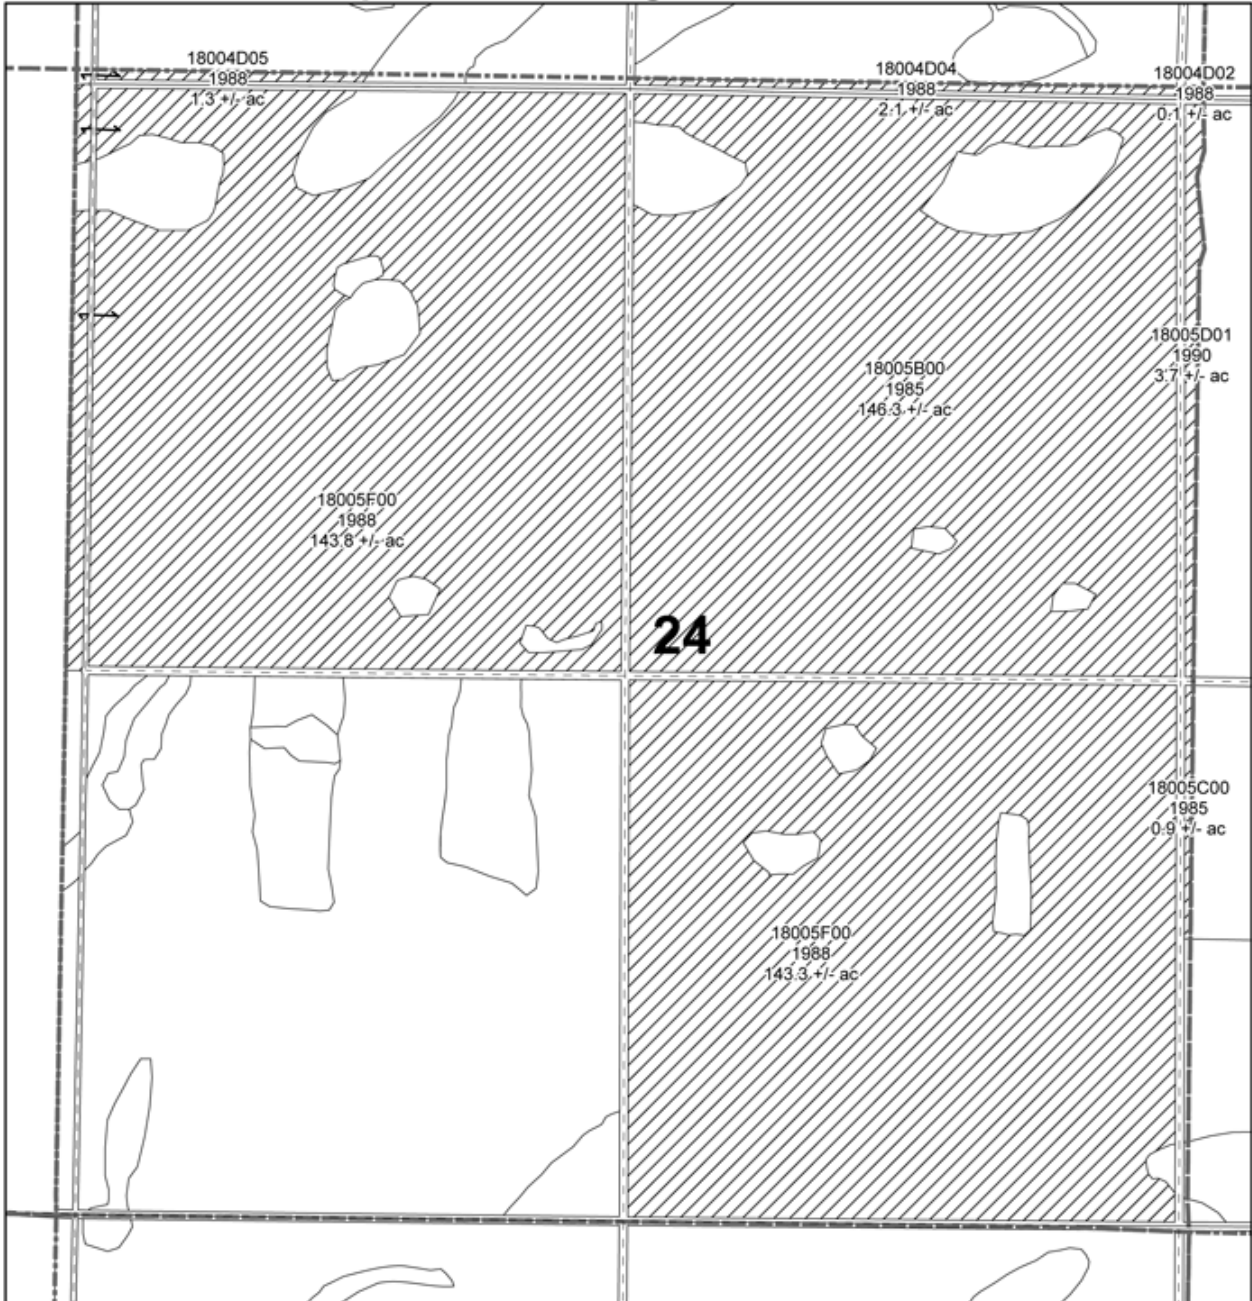 18004D05
1988
1.3 +/- ac
18004D04
1988
2.1 +/- ac
18004D02
1988
0.1 +/- ac
18005D01
1990
3.7 +/- ac
18005B00
1985
146.3 +/- ac
18005F00
1988
143.8 +/- ac
24
18005C00
1985
0.9 +/- ac
18005F00
1988
143.3 +/- ac